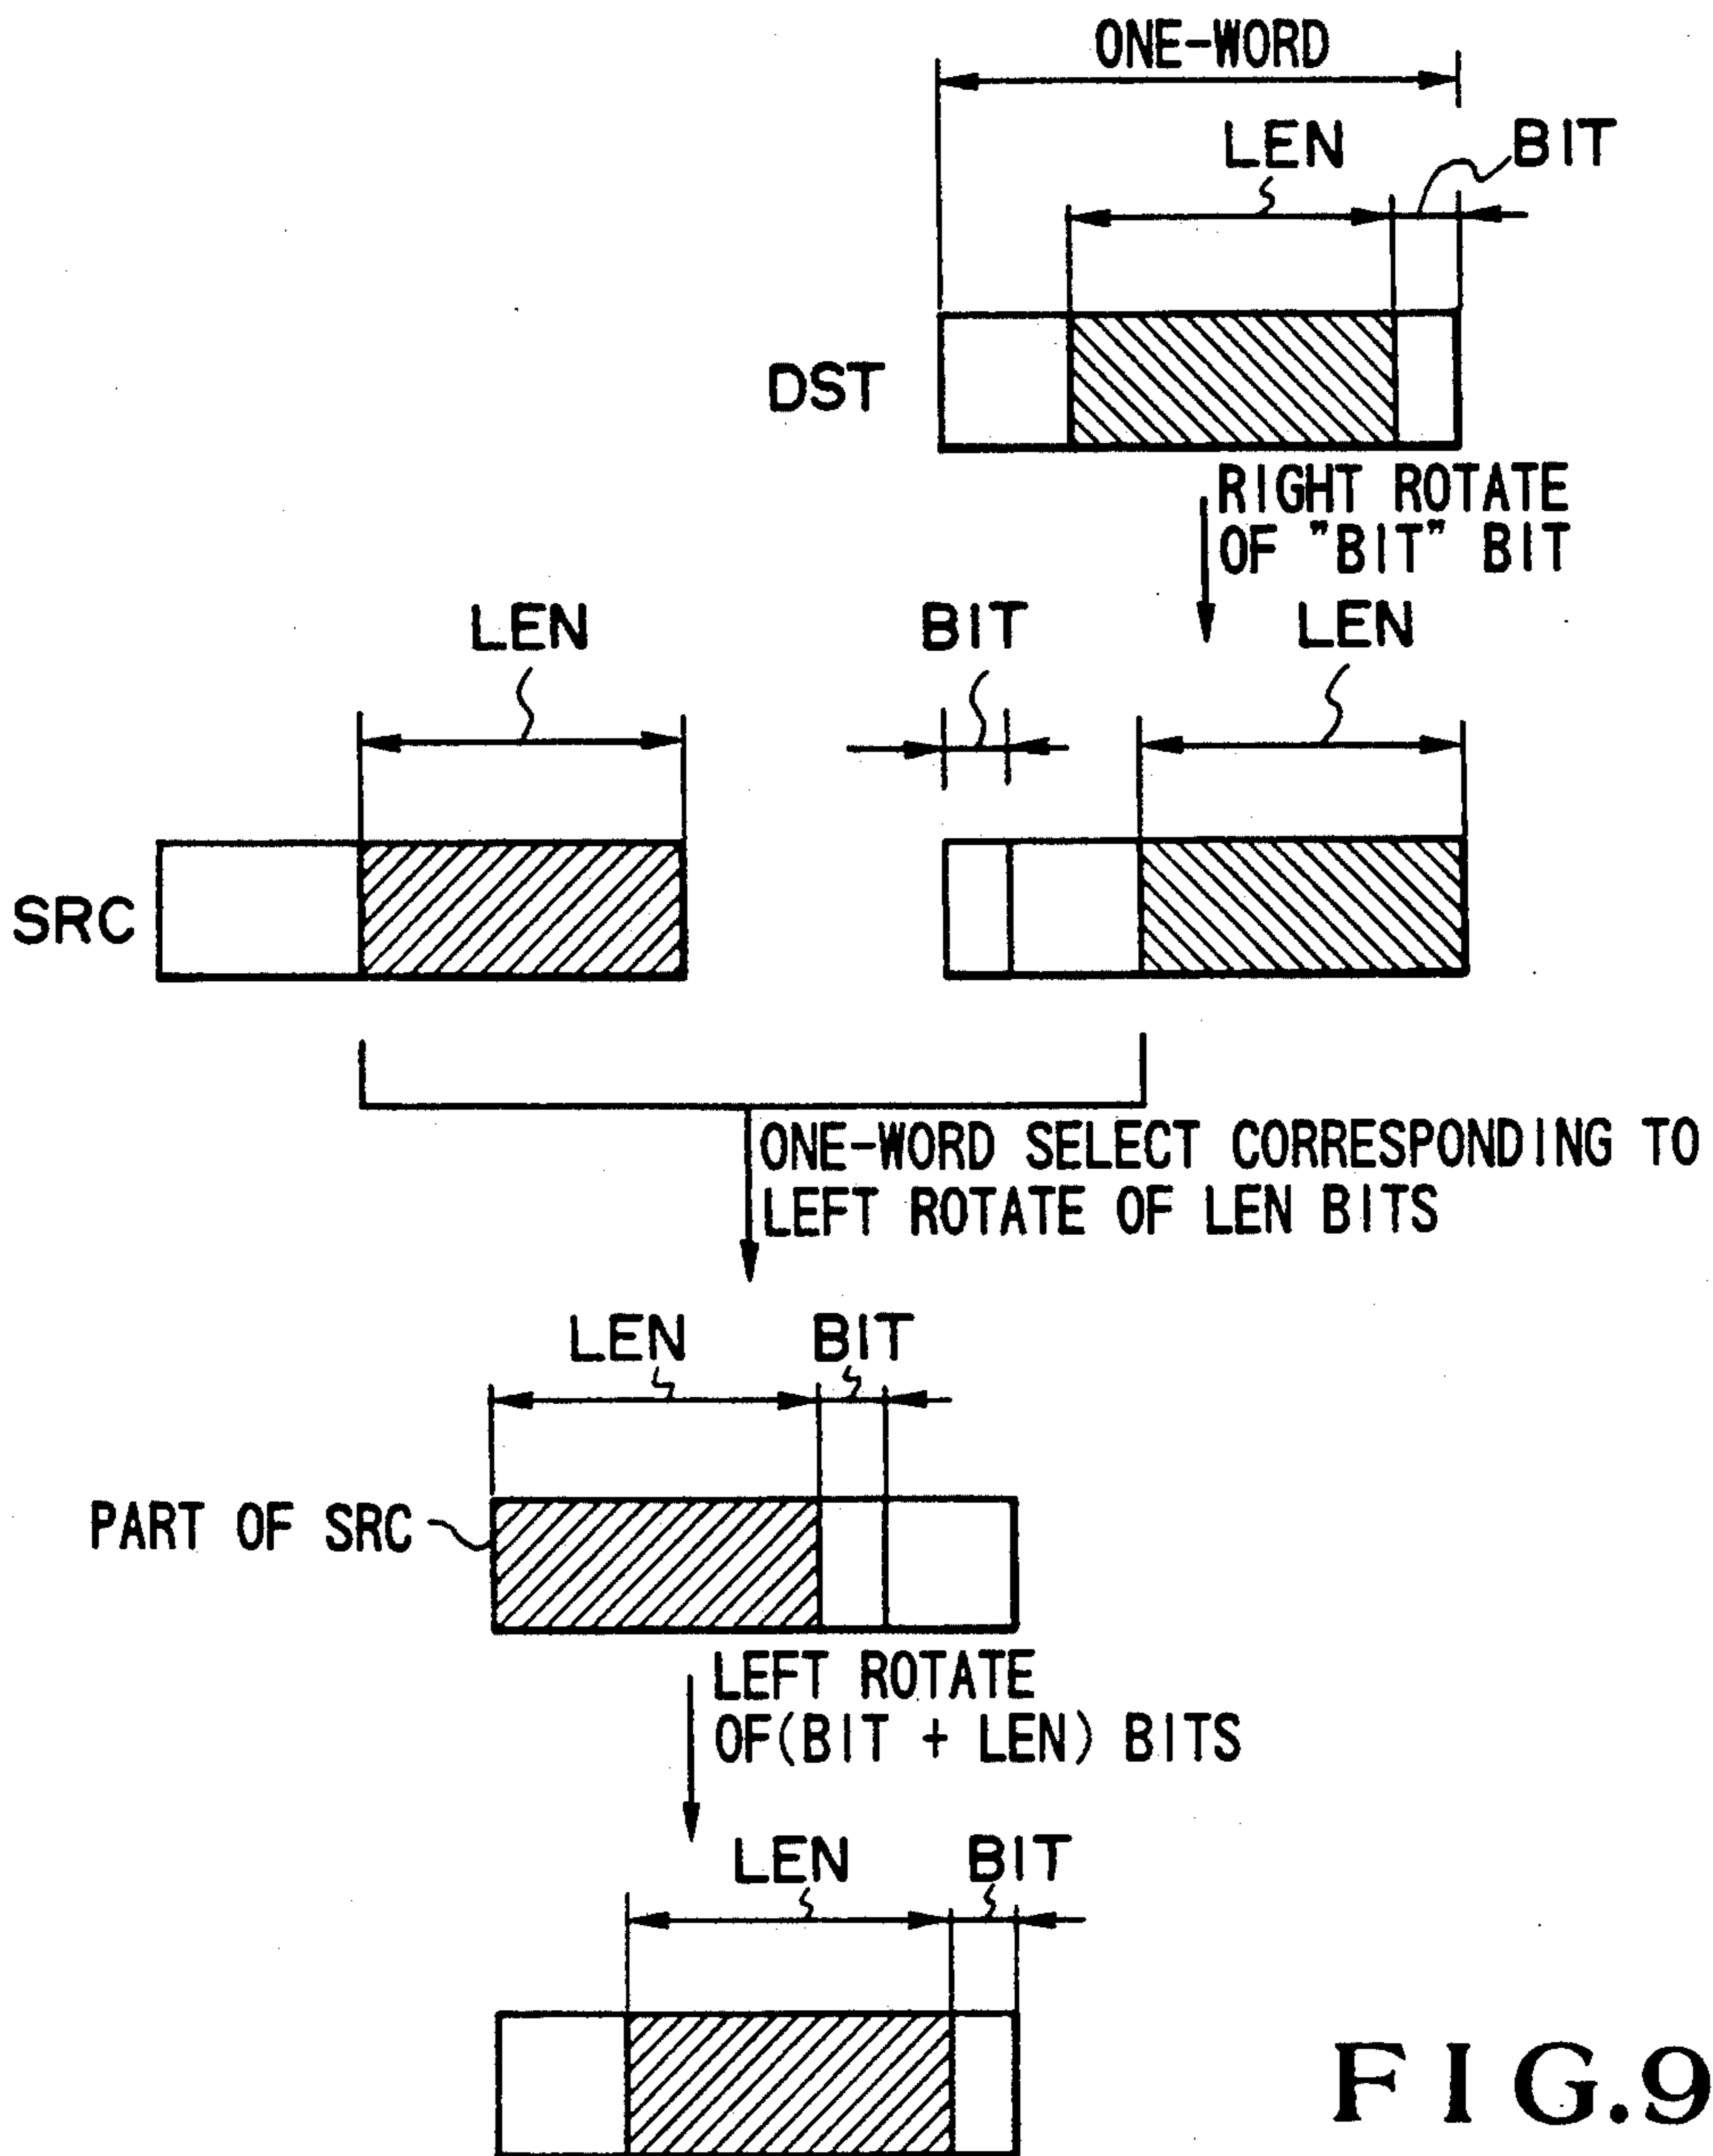 ONE-WORD
LEN
BIT
DST
RIGHT ROTATE
OF "BIT" BIT
LEN
BIT
LEN
SRC
ONE-WORD SELECT CORRESPONDING TO
LEFT ROTATE OF LEN BITS
LEN
BIT
PART OF SRC
LEFT ROTATE
OF(BIT + LEN) BITS
LEN
BIT
FIG.9